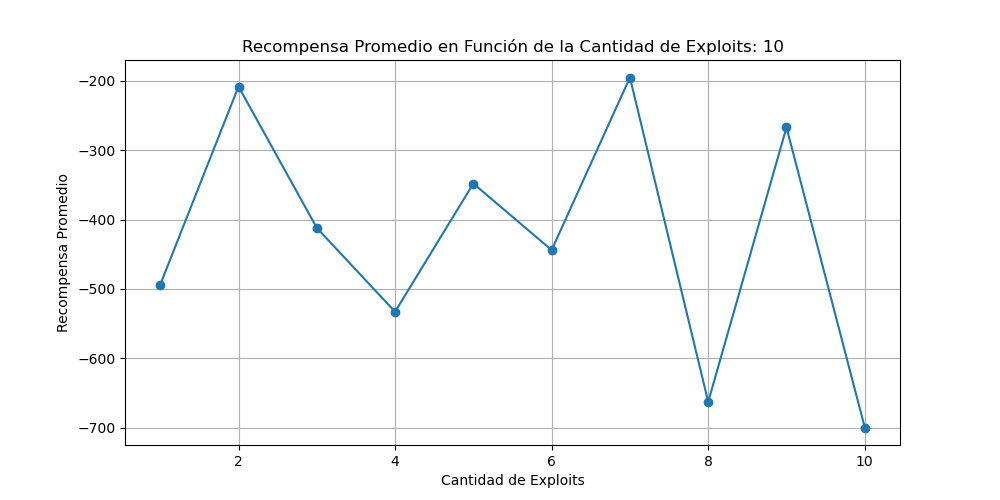 Recompensa Promedio en Función de la Cantidad de Exploits: 10
Recompensa Promedio
−200
−300
−400
−500
−600
−700
2 4 6 8 10
Cantidad de Exploits